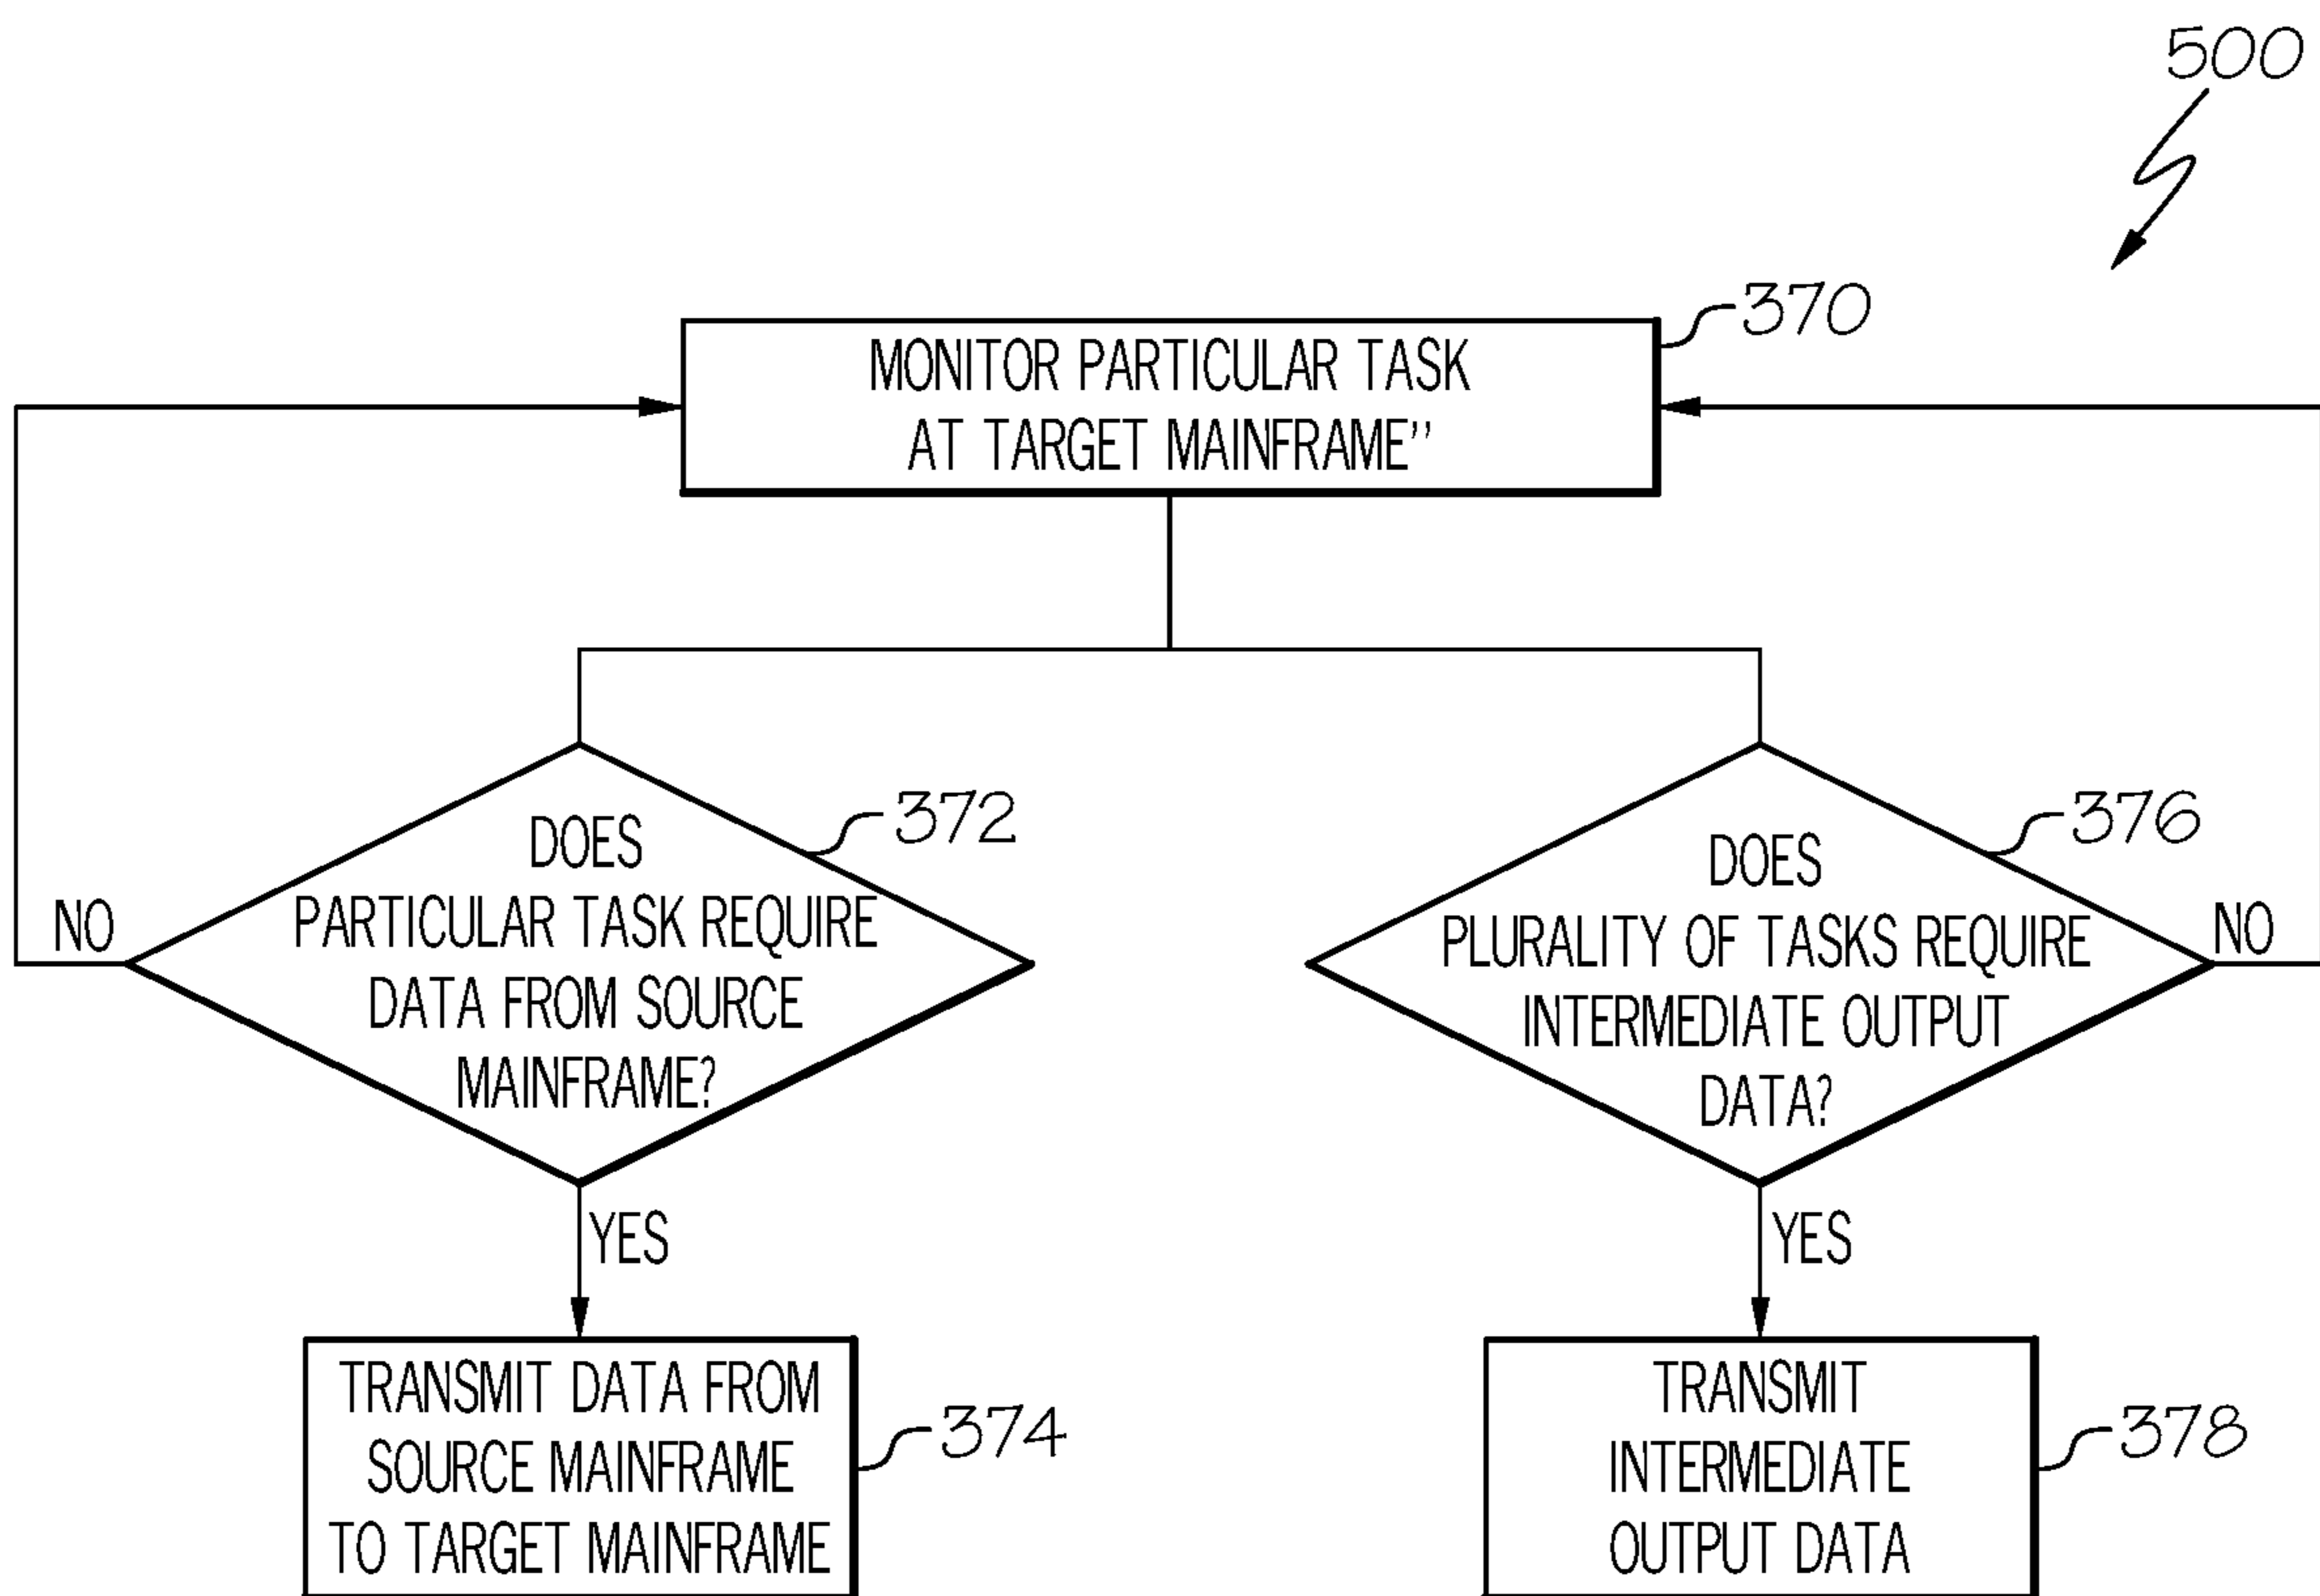 500
370
MONITOR PARTICULAR TASK
AT TARGET MAINFRAME”
372
DOES
PARTICULAR TASK REQUIRE
DATA FROM SOURCE
MAINFRAME?
NO
YES
376
DOES
PLURALITY OF TASKS REQUIRE
INTERMEDIATE OUTPUT
DATA?
NO
YES
TRANSMIT DATA FROM
SOURCE MAINFRAME
TO TARGET MAINFRAME
374
TRANSMIT
INTERMEDIATE
OUTPUT DATA
378